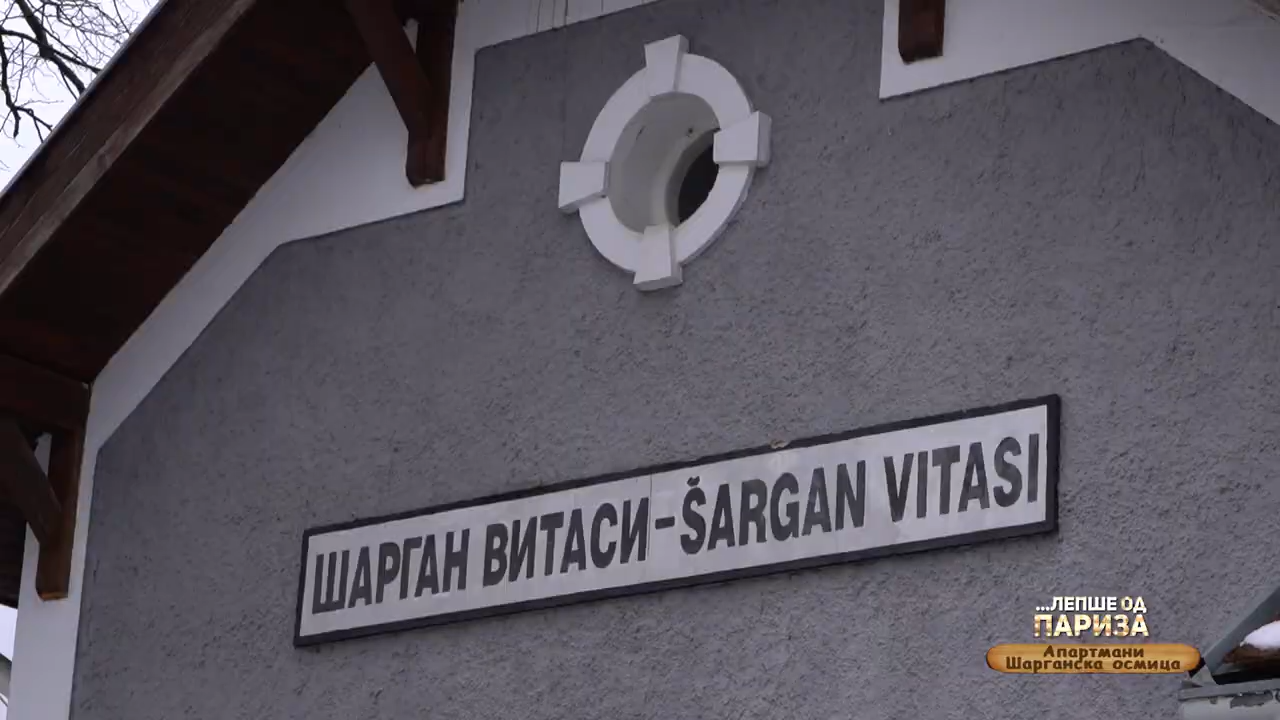 ШАРГАН ВИТАСИ-ŠARGAN VITASI
...ЛЕПШЕ ОД
ПАРИЗА
Апартмани
Шарганска осмица